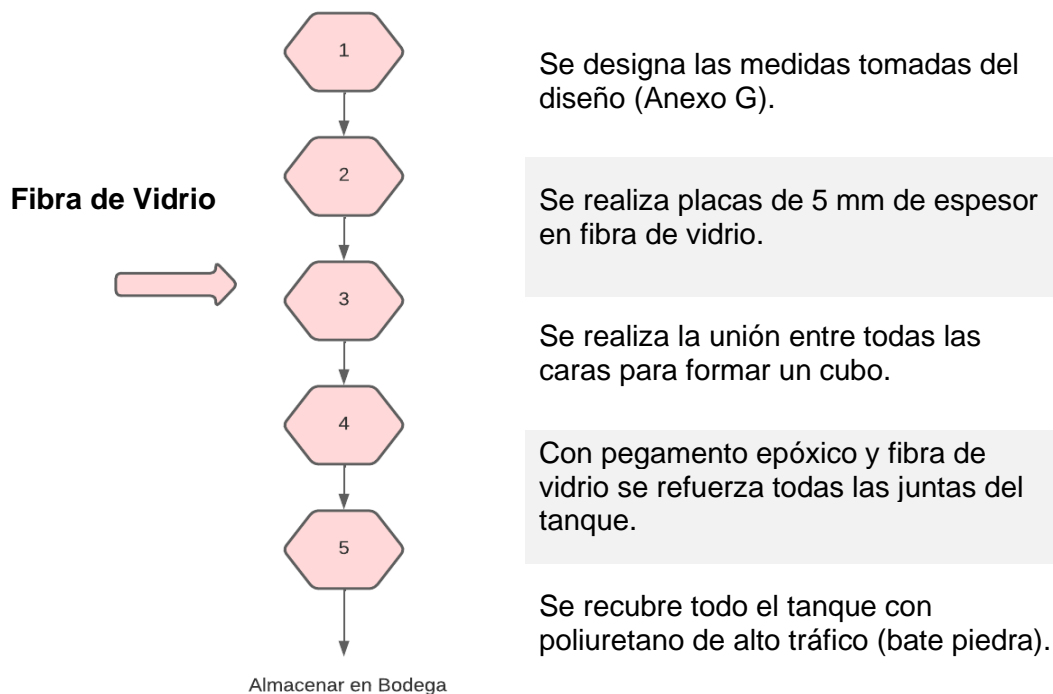 1
Se designa las medidas tomadas del
diseño (Anexo G).
2
Fibra de Vidrio
Se realiza placas de 5 mm de espesor
en fibra de vidrio.
3
Se realiza la unión entre todas las
caras para formar un cubo.
4
Con pegamento epóxico y fibra de
vidrio se refuerza todas las juntas del
tanque.
5
Se recubre todo el tanque con
poliuretano de alto tráfico (bate piedra).
Almacenar en Bodega